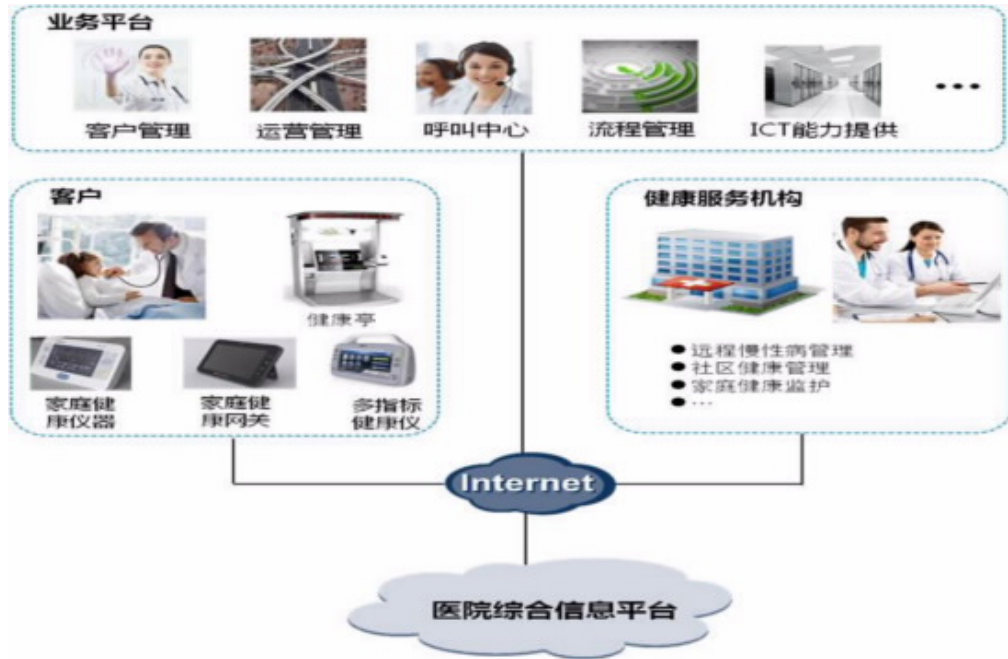 业务平台
客户管理
运营管理
呼叫中心
流程管理
ICT能力提供
...
客户
健康亭
家庭健
康仪器
家庭健
康网关
多指标
健康仪
健康服务机构
●远程慢性病管理
●社区健康管理
●家庭健康监护
●...
Internet
医院综合信息平台